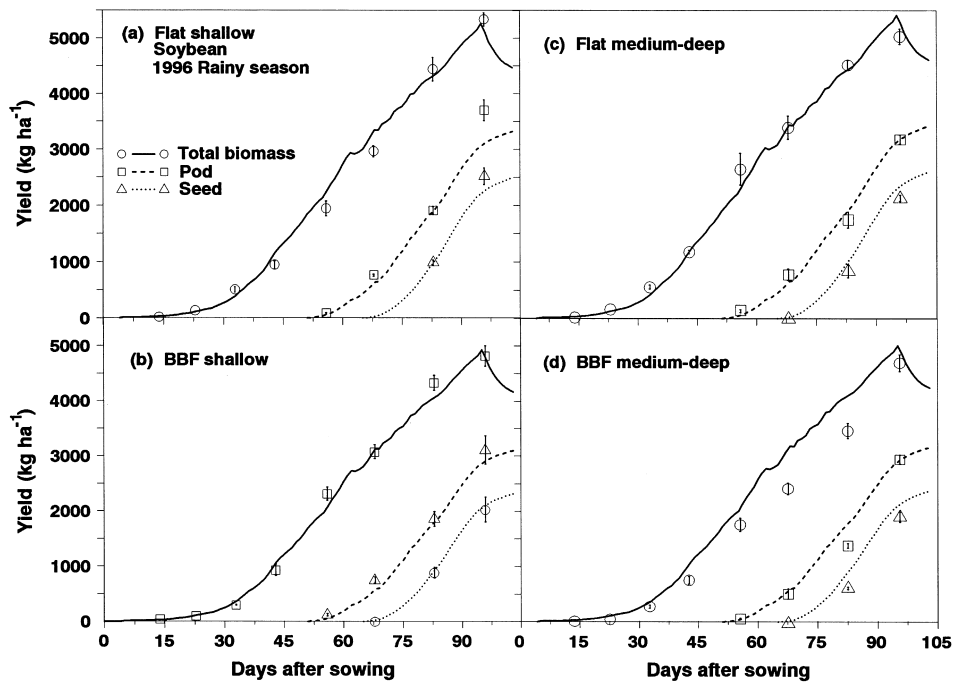 (a) Flat shallow
Soybean
1996 Rainy season
Total biomass
Pod
Seed
Yield (kg ha-1)
5000
4000
3000
2000
1000
0
(c) Flat medium-deep
(b) BBF shallow
Yield (kg ha-1)
5000
4000
3000
2000
1000
0
0 15 30 45 60 75 90
Days after sowing
(d) BBF medium-deep
0 15 30 45 60 75 90 105
Days after sowing